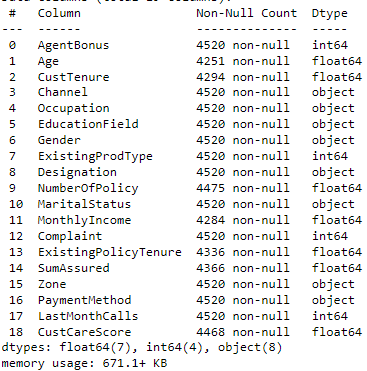 #   Column                Non-Null Count  Dtype
---  ------                --------------  -----
0   AgentBonus            4520 non-null   int64
1   Age                   4251 non-null   float64
2   CustTenure            4294 non-null   float64
3   Channel               4520 non-null   object
4   Occupation            4520 non-null   object
5   EducationField        4520 non-null   object
6   Gender                4520 non-null   object
7   ExistingProdType      4520 non-null   int64
8   Designation           4520 non-null   object
9   NumberOfPolicy        4475 non-null   float64
10  MaritalStatus         4520 non-null   object
11  MonthlyIncome         4284 non-null   float64
12  Complaint             4520 non-null   int64
13  ExistingPolicyTenure  4336 non-null   float64
14  SumAssured            4366 non-null   float64
15  Zone                  4520 non-null   object
16  PaymentMethod         4520 non-null   object
17  LastMonthCalls        4520 non-null   int64
18  CustCareScore         4468 non-null   float64
dtypes: float64(7), int64(4), object(8)
memory usage: 671.1+ KB